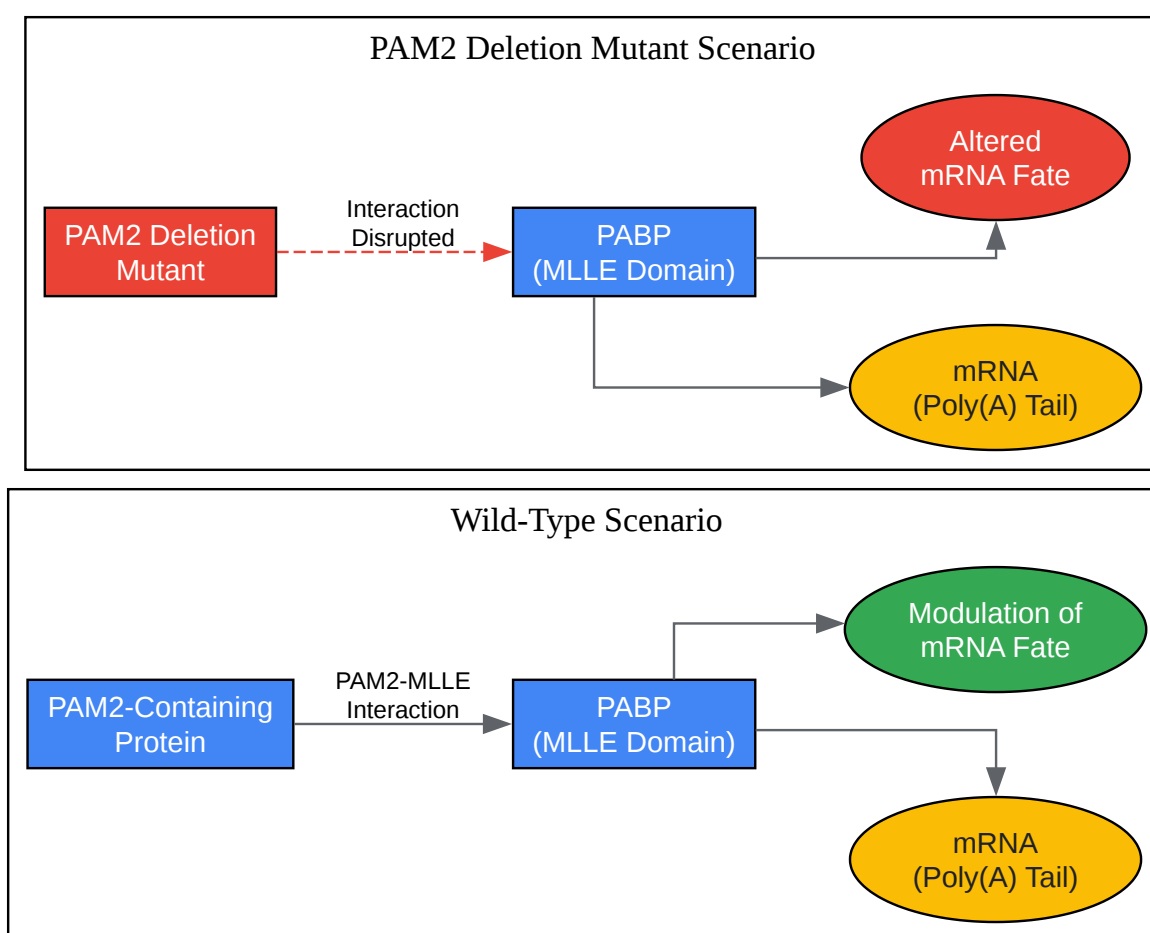 PAM2 Deletion Mutant Scenario
Altered
mRNA Fate
Interaction
Disrupted
PAM2 Deletion
Mutant
PABP
(MLLE Domain)
mRNA
(Poly(A) Tail)
Wild-Type Scenario
Modulation of
mRNA Fate
PAM2-MLLE
Interaction
PAM2-Containing
Protein
PABP
(MLLE Domain)
mRNA
(Poly(A) Tail)